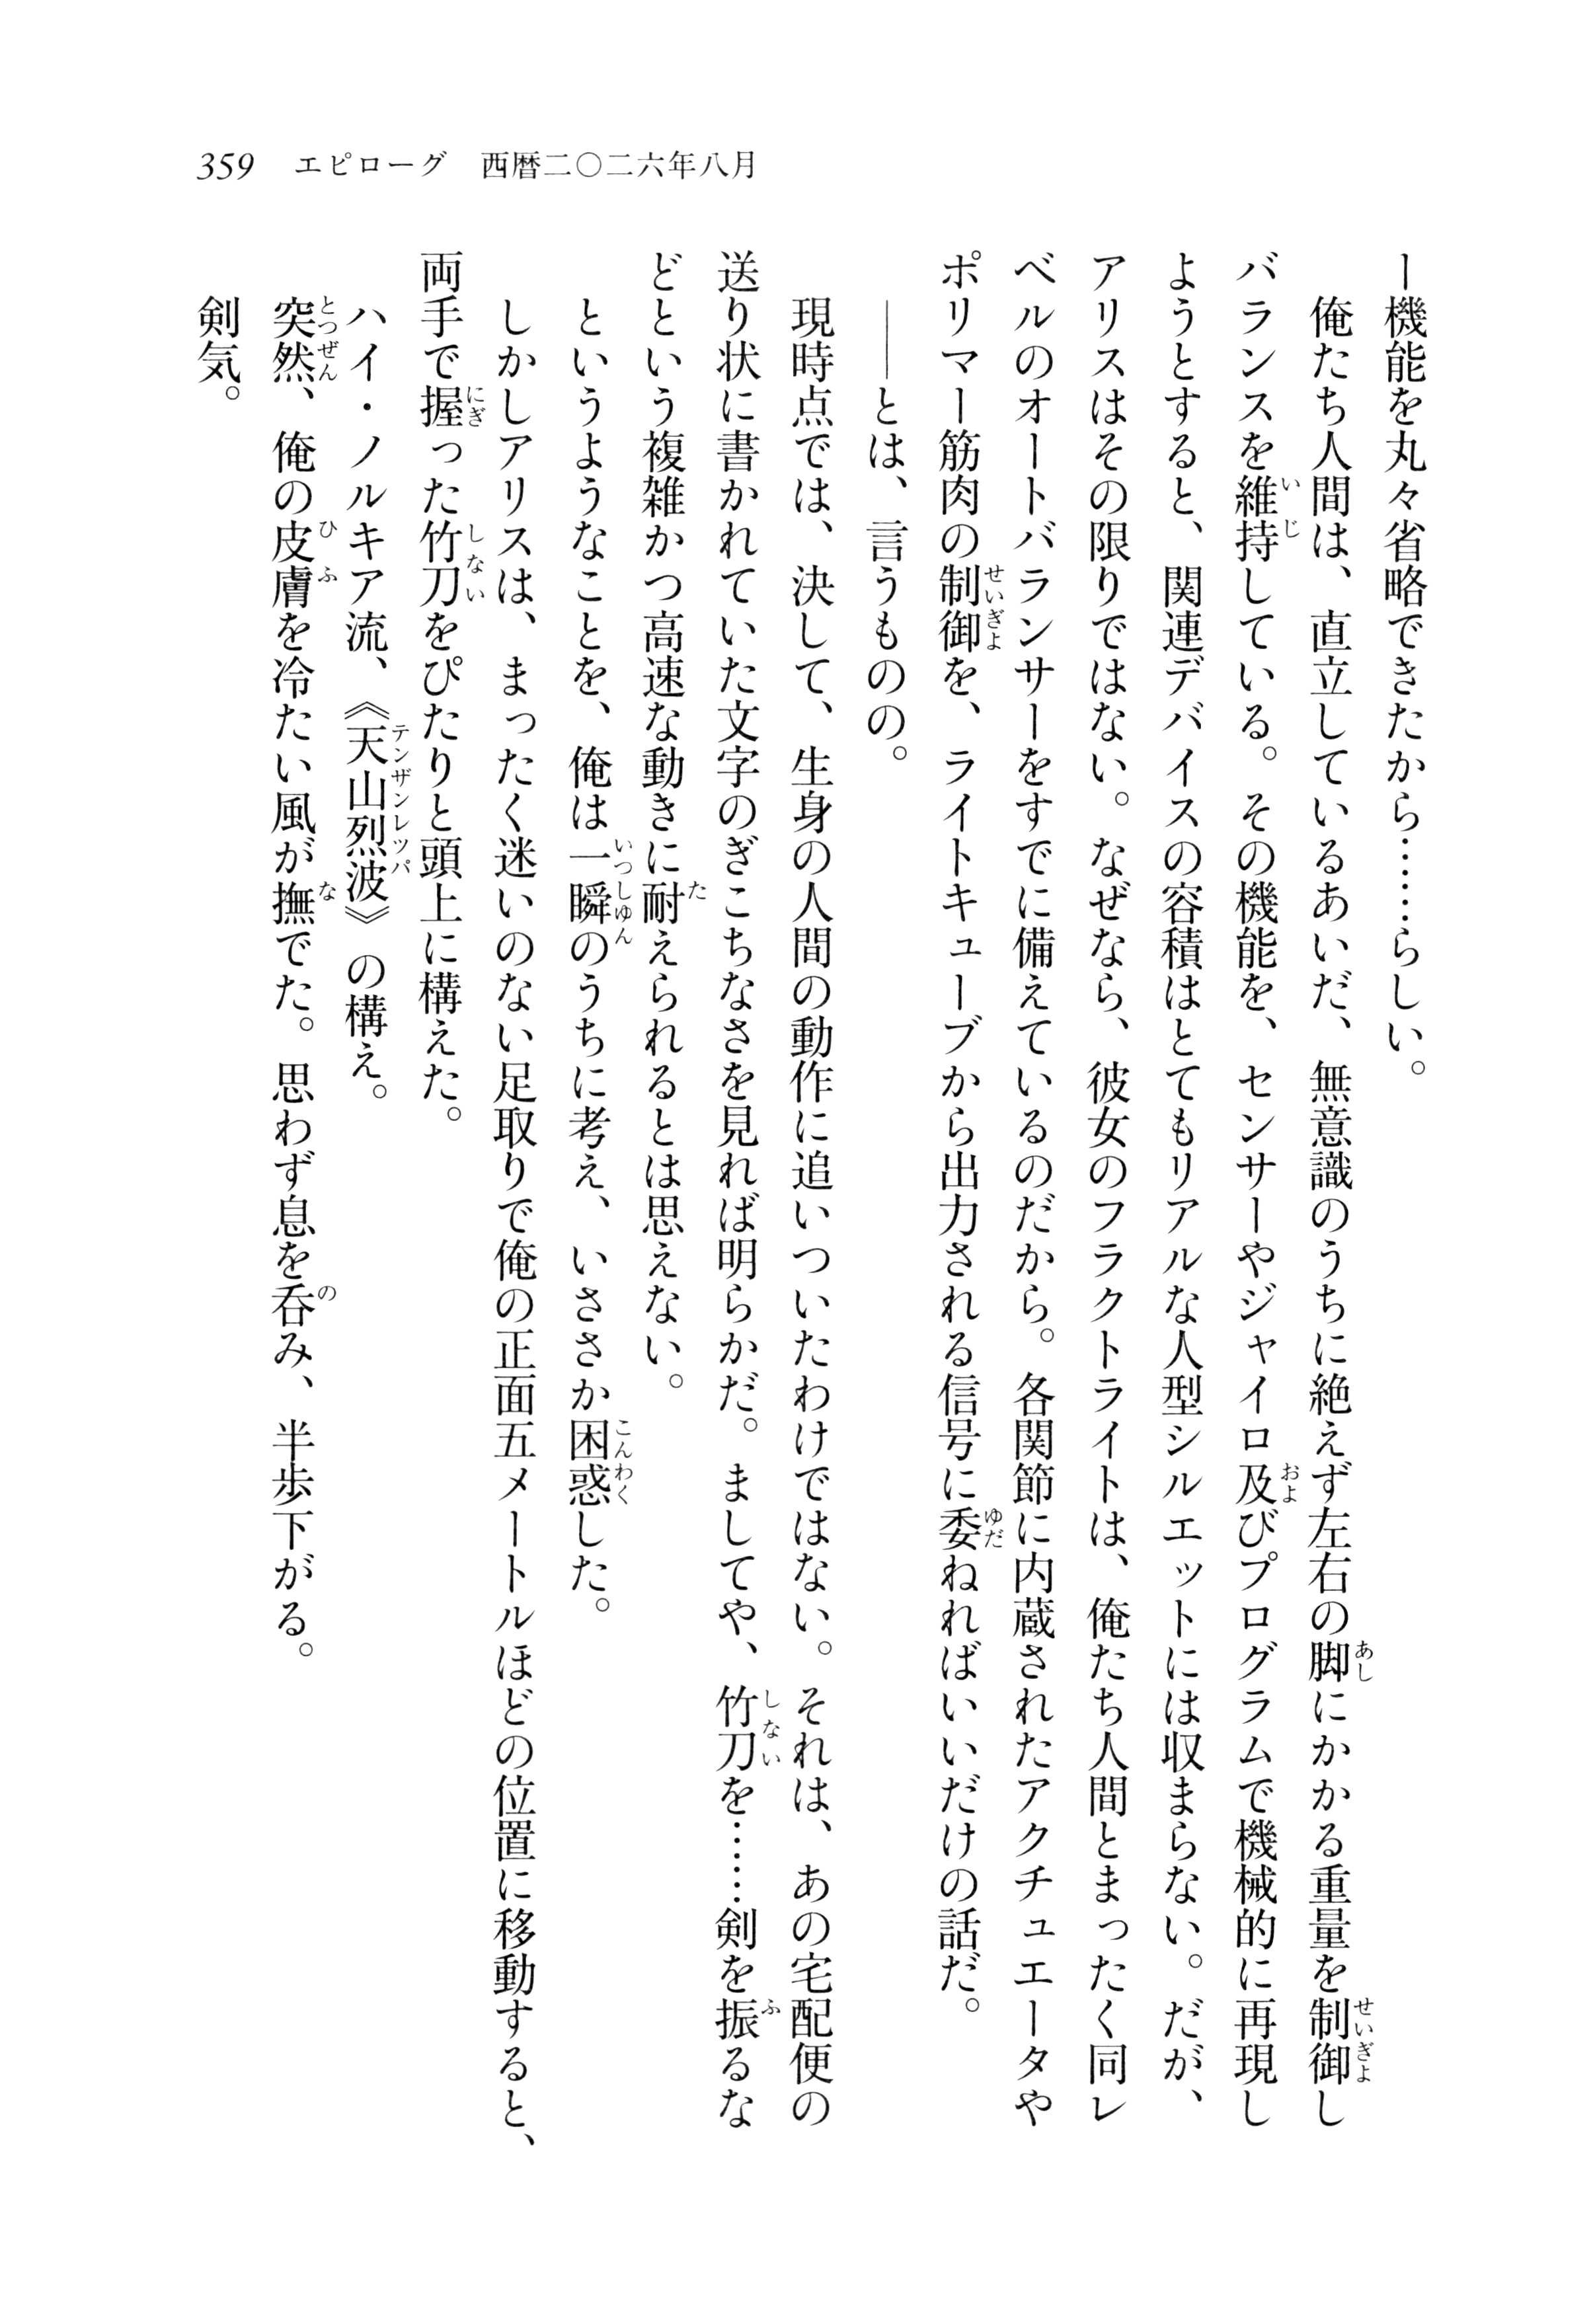 359 エピローグ 西暦二〇二六年八月
ー機能を丸々省略できたから……らしい。
俺たち人間は、直立しているあいだ、無意識のうちに絶えず左右の脚にかかる重量を制御し
バランスを維持している。その機能を、センサーやジャイロ及びプログラムで機械的に再現し
ようとすると、関連デバイスの容積はとてもリアルな人型シルエットには収まらない。だが、
アリスはその限りではない。なぜなら、彼女のフラクトライトは、俺たち人間とまったく同レ
ベルのオートバランサーをすでに備えているのだから。各関節に内蔵されたアクチュエータや
ポリマー筋肉の制御を、ライトキューブから出力される信号に委ねればいいだけの話だ。
――とは、言うものの。
現時点では、決して、生身の人間の動作に追いついたわけではない。それは、あの宅配便の
送り状に書かれていた文字のぎこちなさを見れば明らかだ。ましてや、竹刀を……剣を振るな
どという複雑かつ高速な動きに耐えられるとは思えない。
というようなことを、俺は一瞬のうちに考え、いささか困惑した。
しかしアリスは、まったく迷いのない足取りで俺の正面五メートルほどの位置に移動すると、
両手で握った竹刀をぴたりと頭上に構えた。
ハイ・ノルキア流、《天山烈波》の構え。
突然、俺の皮膚を冷たい風が撫でた。思わず息を呑み、半歩下がる。
剣気。